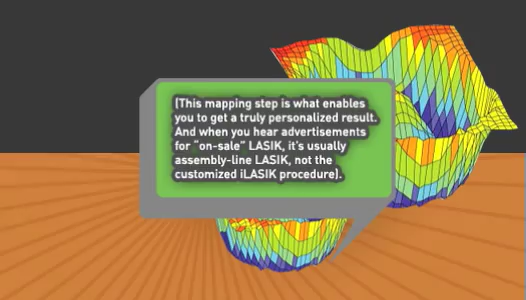 (This mapping step is what enables
you to get a truly personalized result.
And when you hear advertisements
for "on-sale" LASIK, it's usually
assembly-line LASIK, not the
customized iLASIK procedure).